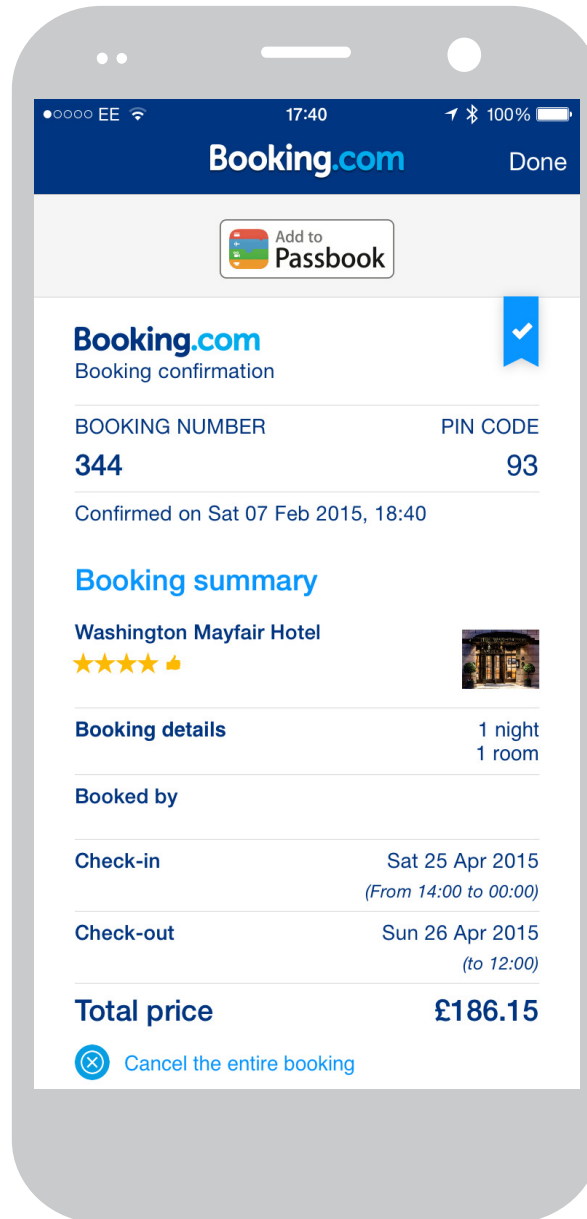 EE 17:40 100%
Booking.com Done
Add to
Passbook
Booking.com
Booking confirmation
BOOKING NUMBER PIN CODE
344 93
Confirmed on Sat 07 Feb 2015, 18:40
Booking summary
Washington Mayfair Hotel
Booking details 1 night
1 room
Booked by
Check-in Sat 25 Apr 2015
(From 14:00 to 00:00)
Check-out Sun 26 Apr 2015
(to 12:00)
Total price £186.15
Cancel the entire booking